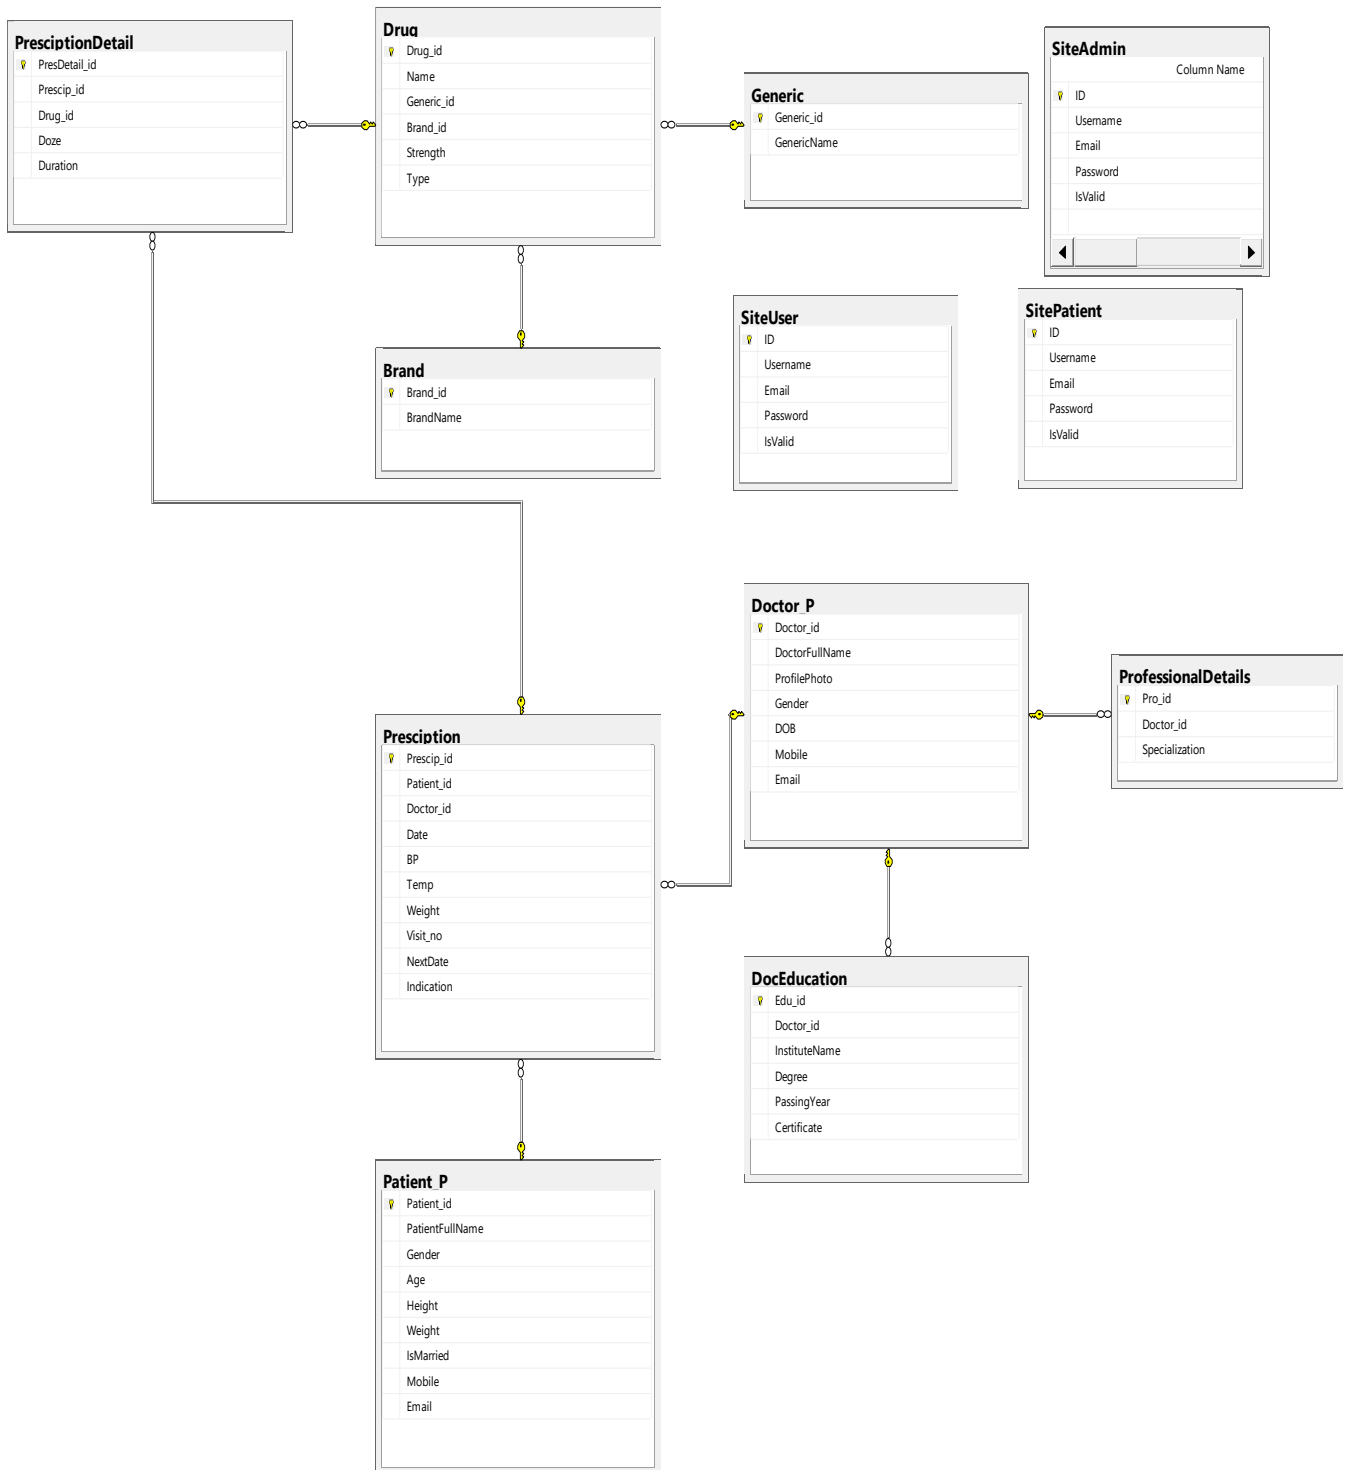 PresciptionDetail
PresDetail_id
Prescip_id
Drug_id
Doze
Duration
Drug
Drug_id
Name
Generic_id
Brand_id
Strength
Type
Generic
Generic_id
GenericName
SiteAdmin
Column Name
ID
Username
Email
Password
IsValid
Brand
Brand_id
BrandName
SiteUser
ID
Username
Email
Password
IsValid
SitePatient
ID
Username
Email
Password
IsValid
Presciption
Prescip_id
Patient_id
Doctor_id
Date
BP
Temp
Weight
Visit_no
NextDate
Indication
Doctor_P
Doctor_id
DoctorFullName
ProfilePhoto
Gender
DOB
Mobile
Email
ProfessionalDetails
Pro_id
Doctor_id
Specialization
DocEducation
Edu_id
Doctor_id
InstituteName
Degree
PassingYear
Certificate
Patient_P
Patient_id
PatientFullName
Gender
Age
Height
Weight
IsMarried
Mobile
Email